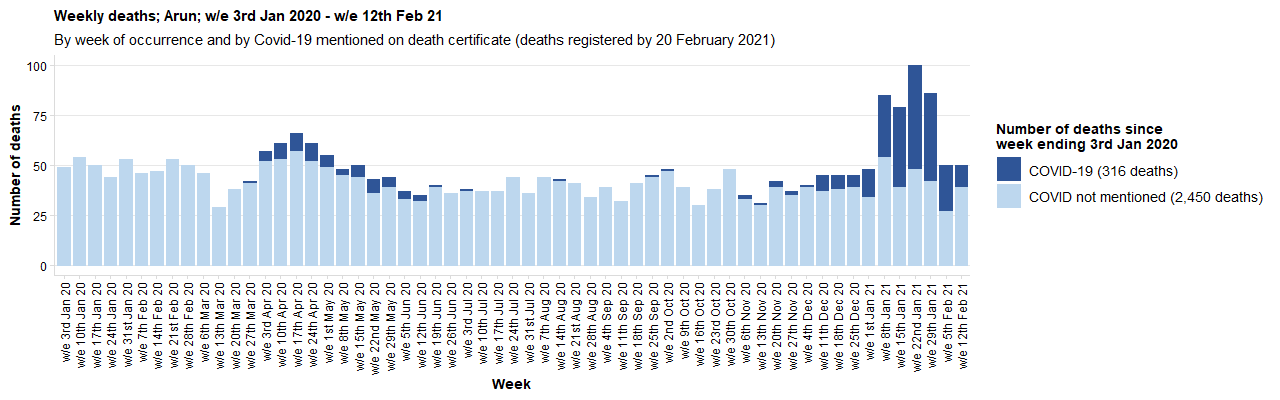 Weekly deaths; Arun; w/e 3rd Jan 2020 - w/e 12th Feb 21
By week of occurrence and by Covid-19 mentioned on death certificate (deaths registered by 20 February 2021)
Number of deaths
100
75
50
25
0
w/e 3rd Jan 20
w/e 10th Jan 20
w/e 17th Jan 20
w/e 24th Jan 20
w/e 31st Jan 20
w/e 7th Feb 20
w/e 14th Feb 20
w/e 21st Feb 20
w/e 28th Feb 20
w/e 6th Mar 20
w/e 13th Mar 20
w/e 20th Mar 20
w/e 27th Mar 20
w/e 3rd Apr 20
w/e 10th Apr 20
w/e 17th Apr 20
w/e 24th Apr 20
w/e 1st May 20
w/e 8th May 20
w/e 15th May 20
w/e 22nd May 20
w/e 29th May 20
w/e 5th Jun 20
w/e 12th Jun 20
w/e 19th Jun 20
w/e 26th Jun 20
w/e 3rd Jul 20
w/e 10th Jul 20
w/e 17th Jul 20
w/e 24th Jul 20
w/e 31st Jul 20
w/e 7th Aug 20
w/e 14th Aug 20
w/e 21st Aug 20
w/e 28th Aug 20
w/e 4th Sep 20
w/e 11th Sep 20
w/e 18th Sep 20
w/e 25th Sep 20
w/e 2nd Oct 20
w/e 9th Oct 20
w/e 16th Oct 20
w/e 23rd Oct 20
w/e 30th Oct 20
w/e 6th Nov 20
w/e 13th Nov 20
w/e 20th Nov 20
w/e 27th Nov 20
w/e 4th Dec 20
w/e 11th Dec 20
w/e 18th Dec 20
w/e 25th Dec 20
w/e 1st Jan 21
w/e 8th Jan 21
w/e 15th Jan 21
w/e 22nd Jan 21
w/e 29th Jan 21
w/e 5th Feb 21
w/e 12th Feb 21
Week
Number of deaths since
week ending 3rd Jan 2020
COVID-19 (316 deaths)
COVID not mentioned (2,450 deaths)